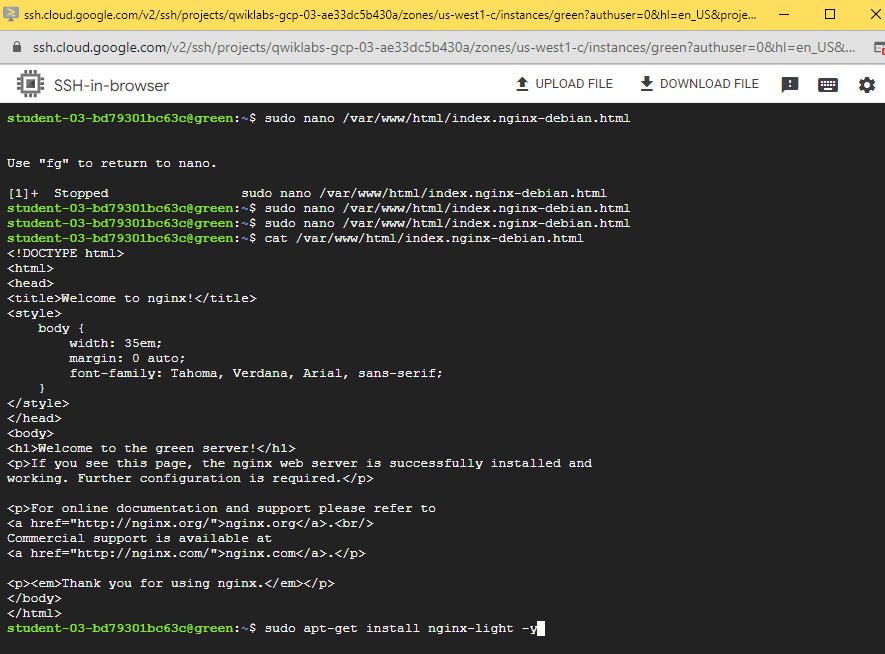 ssh.cloud.google.com/v2/ssh/projects/qwiklabs-gcp-03-ae33dc5b430a/zones/us-west1-c/instances/green?authuser=0&hl=en_US&proje...
ssh.cloud.google.com/v2/ssh/projects/qwiklabs-gcp-03-ae33dc5b430a/zones/us-west1-c/instances/green?authuser=0&hl=en_US&...
SSH-in-browser
UPLOAD FILE
DOWNLOAD FILE
student-03-bd79301bc63c@green:~$ sudo nano /var/www/html/index.nginx-debian.html
Use "fg" to return to nano.
[1]+  Stopped                 sudo nano /var/www/html/index.nginx-debian.html
student-03-bd79301bc63c@green:~$ sudo nano /var/www/html/index.nginx-debian.html
student-03-bd79301bc63c@green:~$ sudo nano /var/www/html/index.nginx-debian.html
student-03-bd79301bc63c@green:~$ cat /var/www/html/index.nginx-debian.html
<!DOCTYPE html>
<html>
<head>
<title>Welcome to nginx!</title>
<style>
    body {
        width: 35em;
        margin: 0 auto;
        font-family: Tahoma, Verdana, Arial, sans-serif;
    }
</style>
</head>
<body>
<h1>Welcome to the green server!</h1>
<p>If you see this page, the nginx web server is successfully installed and
working. Further configuration is required.</p>
<p>For online documentation and support please refer to
<a href="http://nginx.org/">nginx.org</a>.<br/>
Commercial support is available at
<a href="http://nginx.com/">nginx.com</a>.</p>
<p><em>Thank you for using nginx.</em></p>
</body>
</html>
student-03-bd79301bc63c@green:~$ sudo apt-get install nginx-light -y